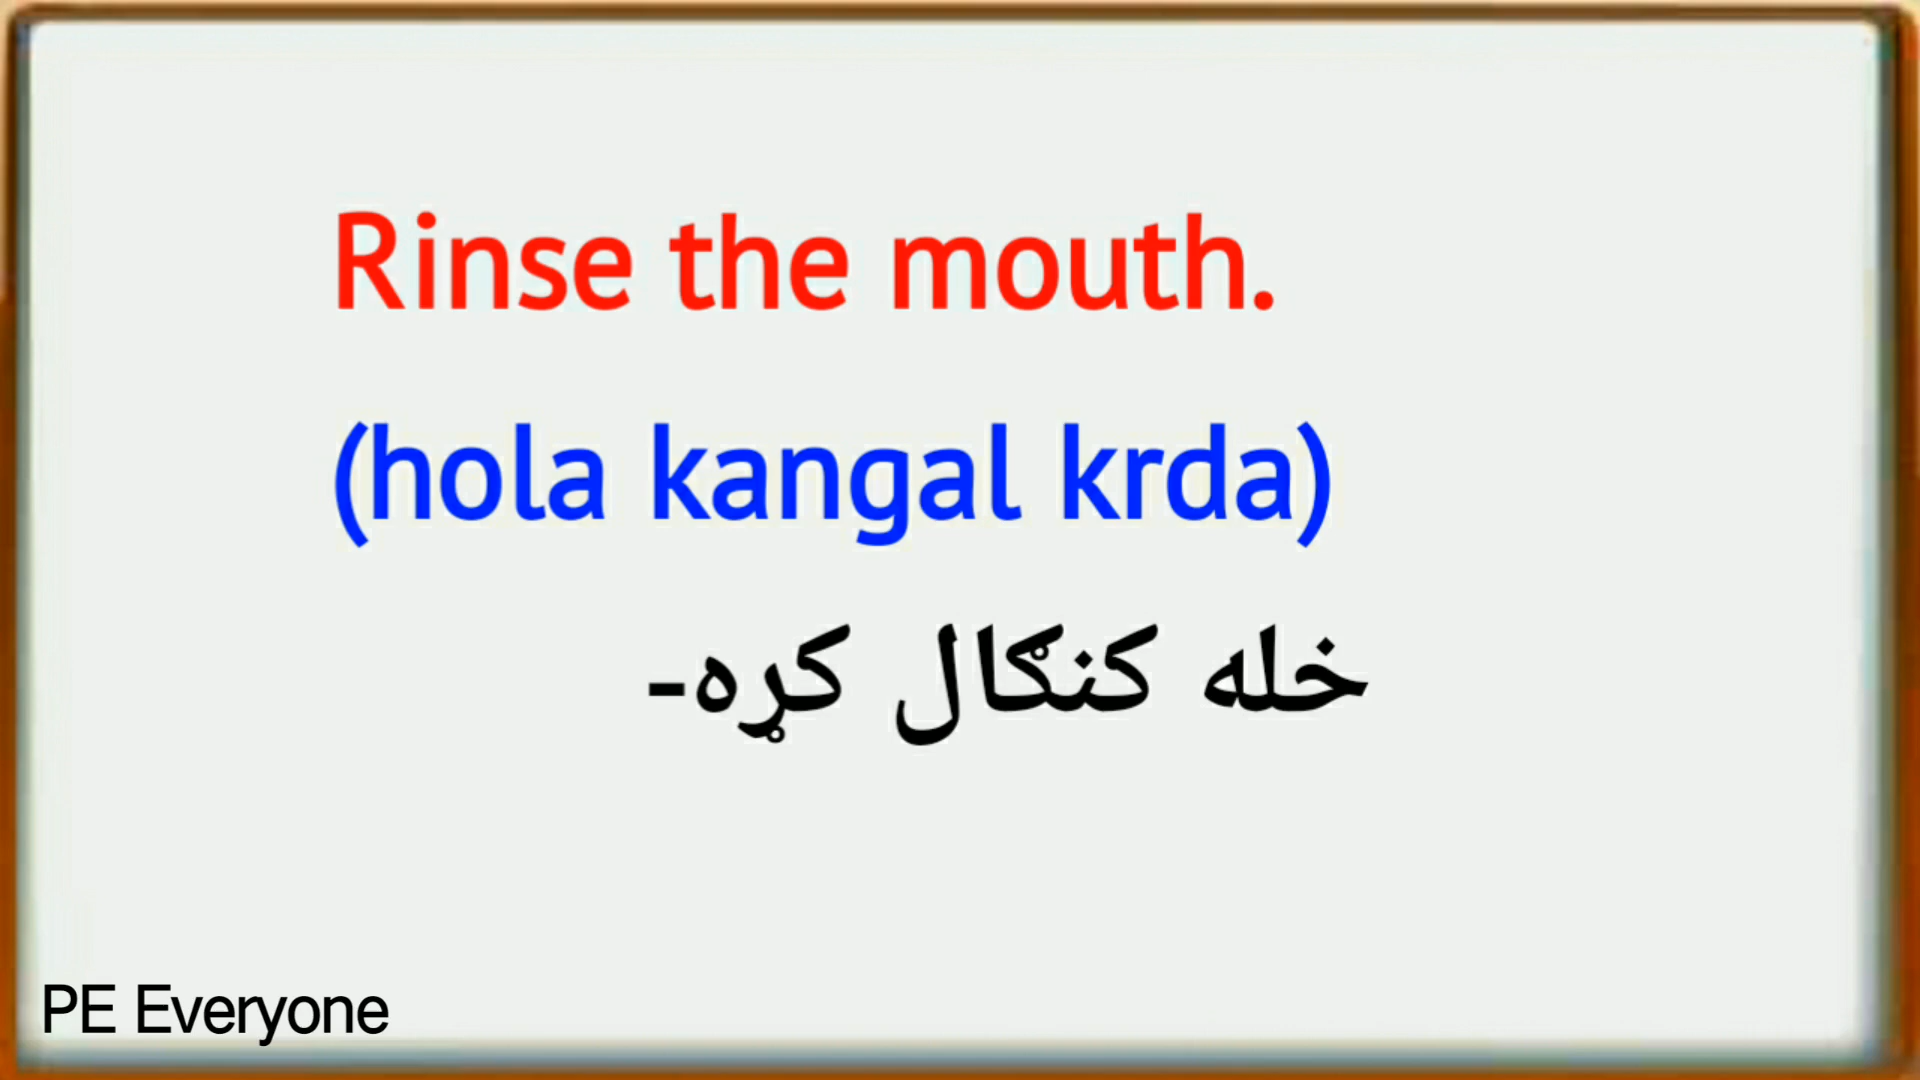 Rinse the mouth.
(hola kangal krda)
خله کنګال کړه-
PE Everyone